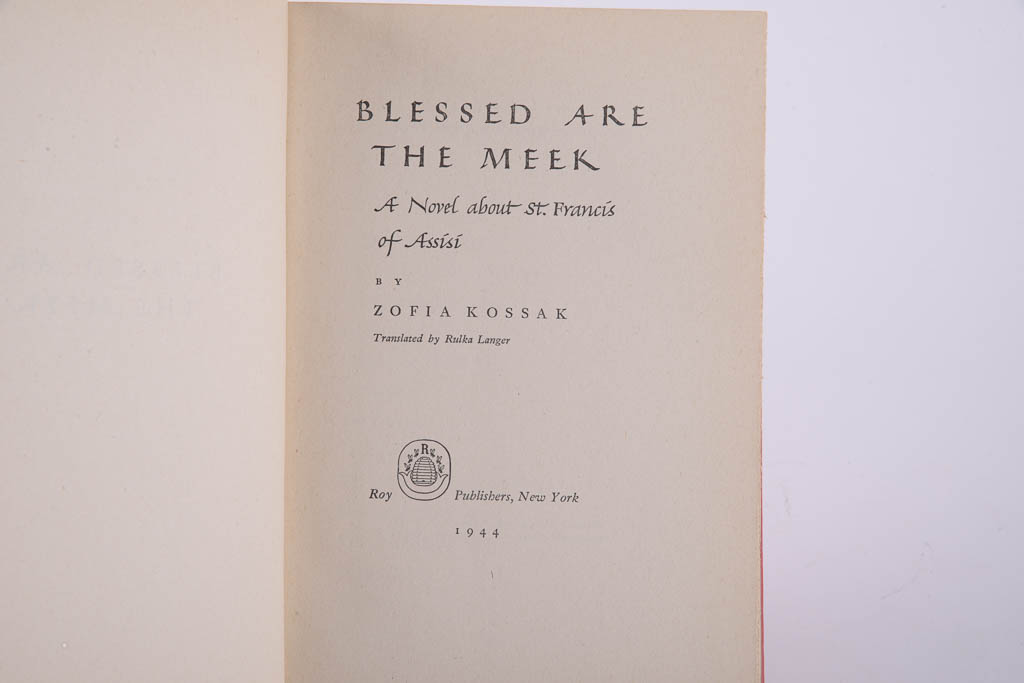 BLESSED ARE
THE MEEK
A Novel about St. Francis
of Assisi
BY
ZOFIA KOSSAK
Translated by Rulka Langer
R
Roy Publishers, New York
1944